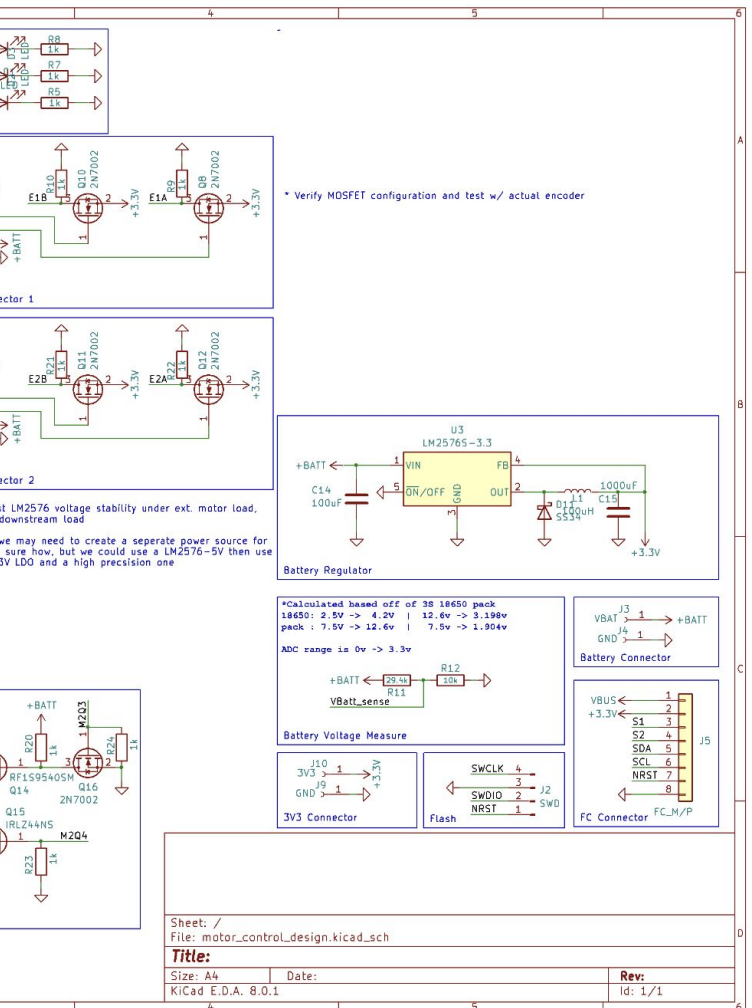 4
5
6
R8
1k
R7
1k
R5
1k
LED
LED
A
R10
1k
Q10
2N7002
E1B
3
2
+3.3V
1
R9
1k
Q8
2N7002
E1A
3
2
+3.3V
1
+BATT
ector 1
* Verify MOSFET configuration and test w/ actual encoder
R21
1k
Q11
2N7002
E2B
3
2
+3.3V
1
R22
1k
Q12
2N7002
E2A
3
2
+3.3V
1
+BATT
ector 2
B
st LM2576 voltage stability under ext. motor load,
downstream load
we may need to create a seperate power source for
sure how, but we could use a LM2576-5V then use
3V LDO and a high precsision one
U3
LM2576S-3.3
+BATT
1
VIN
FB
4
5
ON/OFF
GND
OUT
2
3
C14
100uF
D11
SS34
L1
100uH
1000uF
C15
+3.3V
Battery Regulator
*Calculated based off of 3S 18650 pack
18650: 2.5V -> 4.2V | 12.6v -> 3.198v
pack : 7.5V -> 12.6v | 7.5v -> 1.904v
ADC range is 0v -> 3.3v
+BATT
29.4k
R11
R12
10k
VBatt_sense
Battery Voltage Measure
J3
VBAT
1
+BATT
J4
GND
1
Battery Connector
C
VBUS
1
+3.3V
2
S1
3
S2
4
SDA
5
SCL
6
NRST
7
8
J5
FC_M/P
FC Connector
J10
3V3
1
+3.3V
J9
GND
1
3V3 Connector
SWCLK
4
3
SWDIO
2
NRST
1
J2
SWD
Flash
+BATT
R20
1k
M2Q3
1
R24
1k
1
3
2
RF1S9540SM
Q14
Q16
2N7002
Q15
IRLZ44NS
1
M2Q4
R23
1k
Sheet: /
File: motor_control_design.kicad_sch
Title:
Size: A4
Date:
Rev:
KiCad E.D.A. 8.0.1
Id: 1/1
D
4
5
6